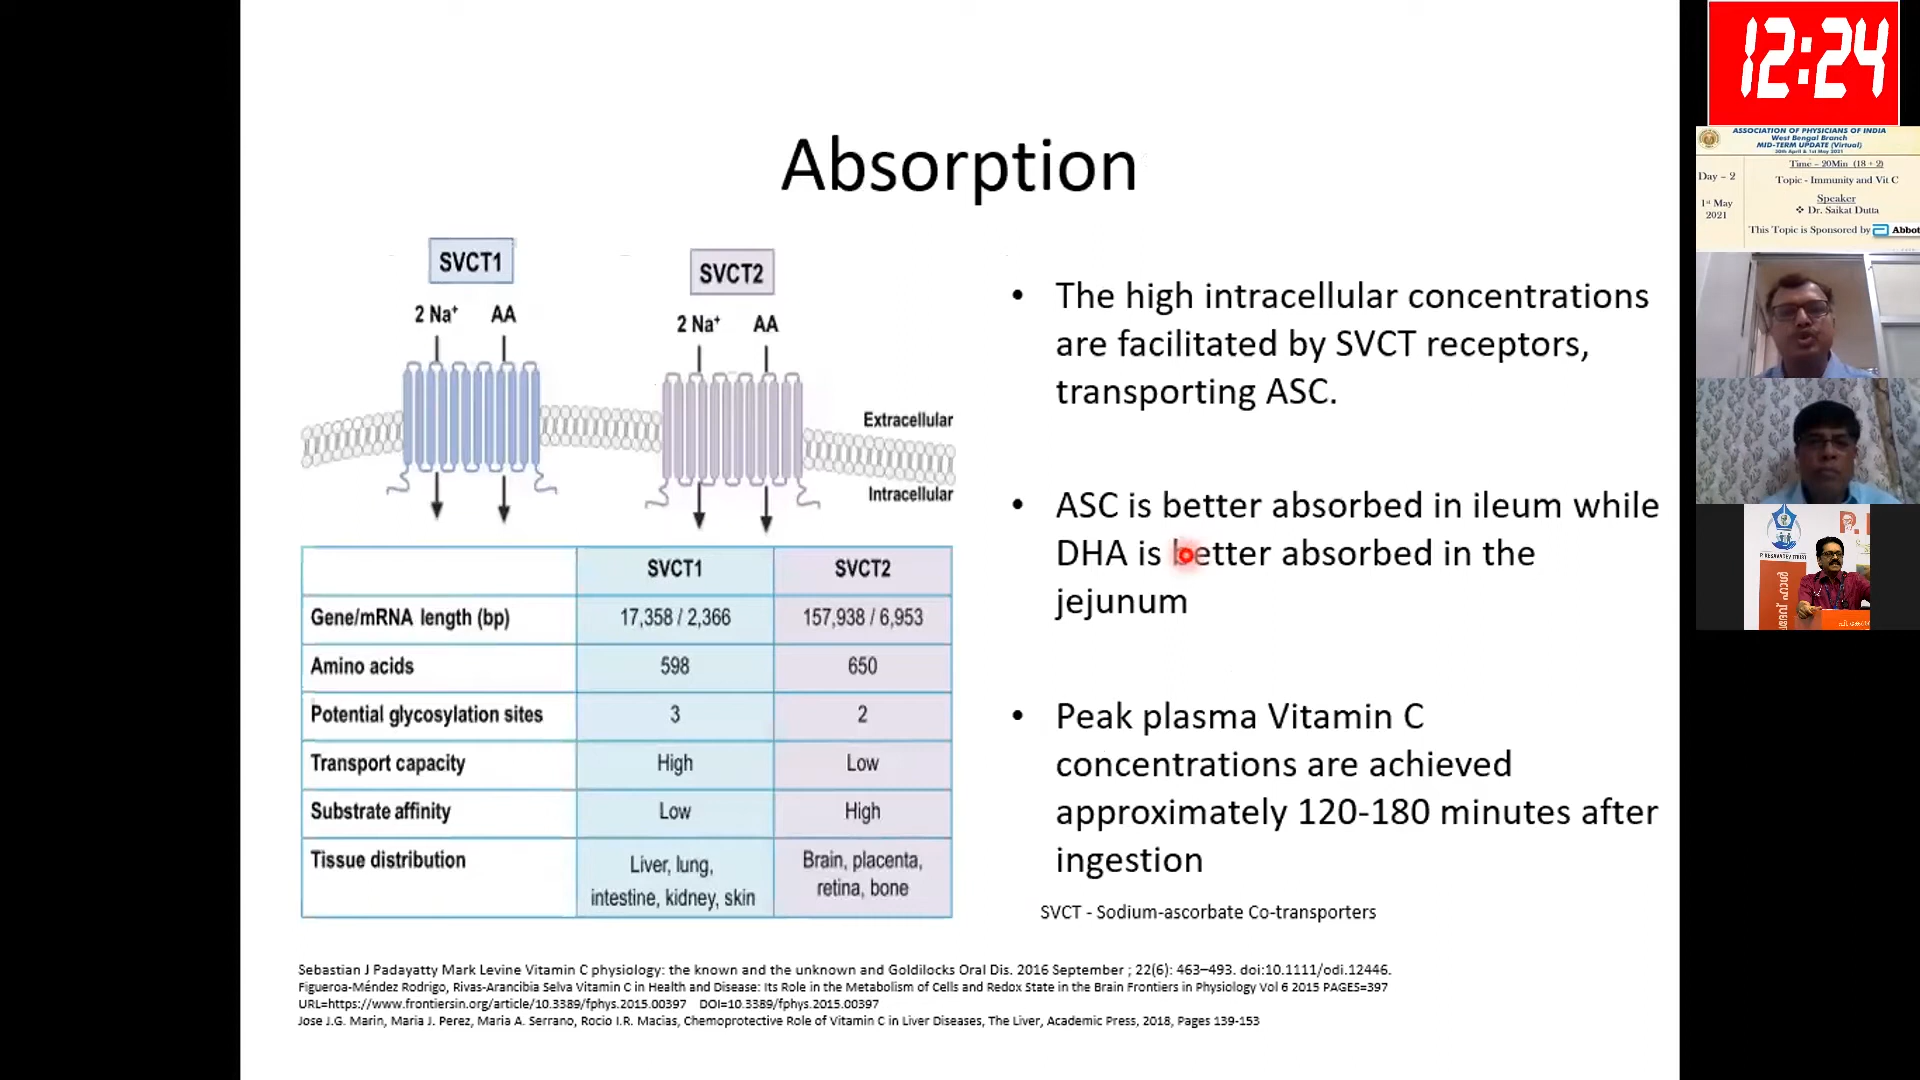 Absorption
SVCT1
2 Na⁺ AA
SVCT2
2 Na⁺ AA
Extracellular
Intracellular
SVCT1 SVCT2
Gene/mRNA length (bp) 17,358 / 2,366 157,938 / 6,953
Amino acids 598 650
Potential glycosylation sites 3 2
Transport capacity High Low
Substrate affinity Low High
Tissue distribution Liver, lung, intestine, kidney, skin Brain, placenta, retina, bone
• The high intracellular concentrations
are facilitated by SVCT receptors,
transporting ASC.
• ASC is better absorbed in ileum while
DHA is better absorbed in the
jejunum
• Peak plasma Vitamin C
concentrations are achieved
approximately 120-180 minutes after
ingestion
SVCT - Sodium-ascorbate Co-transporters
Sebastian J Padayatty Mark Levine Vitamin C physiology: the known and the unknown and Goldilocks Oral Dis. 2016 September ; 22(6): 463–493. doi:10.1111/odi.12446.
Figueroa-Méndez Rodrigo, Rivas-Arancibia Selva Vitamin C in Health and Disease: Its Role in the Metabolism of Cells and Redox State in the Brain Frontiers in Physiology Vol 6 2015 PAGES=397
URL=https://www.frontiersin.org/article/10.3389/fphys.2015.00397 DOI=10.3389/fphys.2015.00397
Jose J.G. Marin, Maria J. Perez, Maria A. Serrano, Rocio I.R. Macias, Chemoprotective Role of Vitamin C in Liver Diseases, The Liver, Academic Press, 2018, Pages 139-153
12:24
ASSOCIATION OF PHYSICIANS OF INDIA
West Bengal Branch
MID-TERM UPDATE (Virtual)
30th April & 1st May 2021
Time – 20Min (18 + 2)
Day – 2
Topic - Immunity and Vit C
1st May
2021
Speaker
❖ Dr. Saikat Dutta
This Topic is Sponsored by Abbot
P. KESAVADEV TRUST